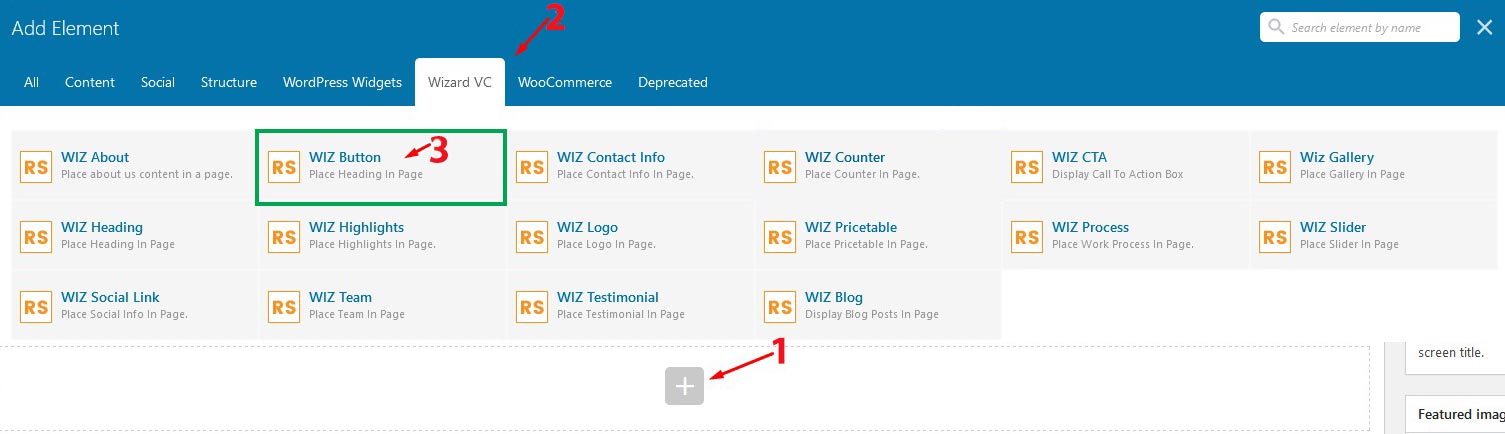 Add Element
2
Search element by name
All Content Social Structure WordPress Widgets Wizard VC WooCommerce Deprecated
RS WIZ About
Place about us content in a page.
RS WIZ Button
Place Heading In Page
3
RS WIZ Contact Info
Place Contact Info In Page.
RS WIZ Counter
Place Counter In Page.
RS WIZ CTA
Display Call To Action Box
RS Wiz Gallery
Place Gallery In Page
RS WIZ Heading
Place Heading In Page
RS WIZ Highlights
Place Highlights In Page.
RS WIZ Logo
Place Logo In Page.
RS WIZ Pricetable
Place Pricetable In Page.
RS WIZ Process
Place Work Process In Page.
RS WIZ Slider
Place Slider In Page
RS WIZ Social Link
Place Social Info In Page.
RS WIZ Team
Place Team In Page
RS WIZ Testimonial
Place Testimonial In Page
RS WIZ Blog
Display Blog Posts In Page
1
screen title.
Featured imag